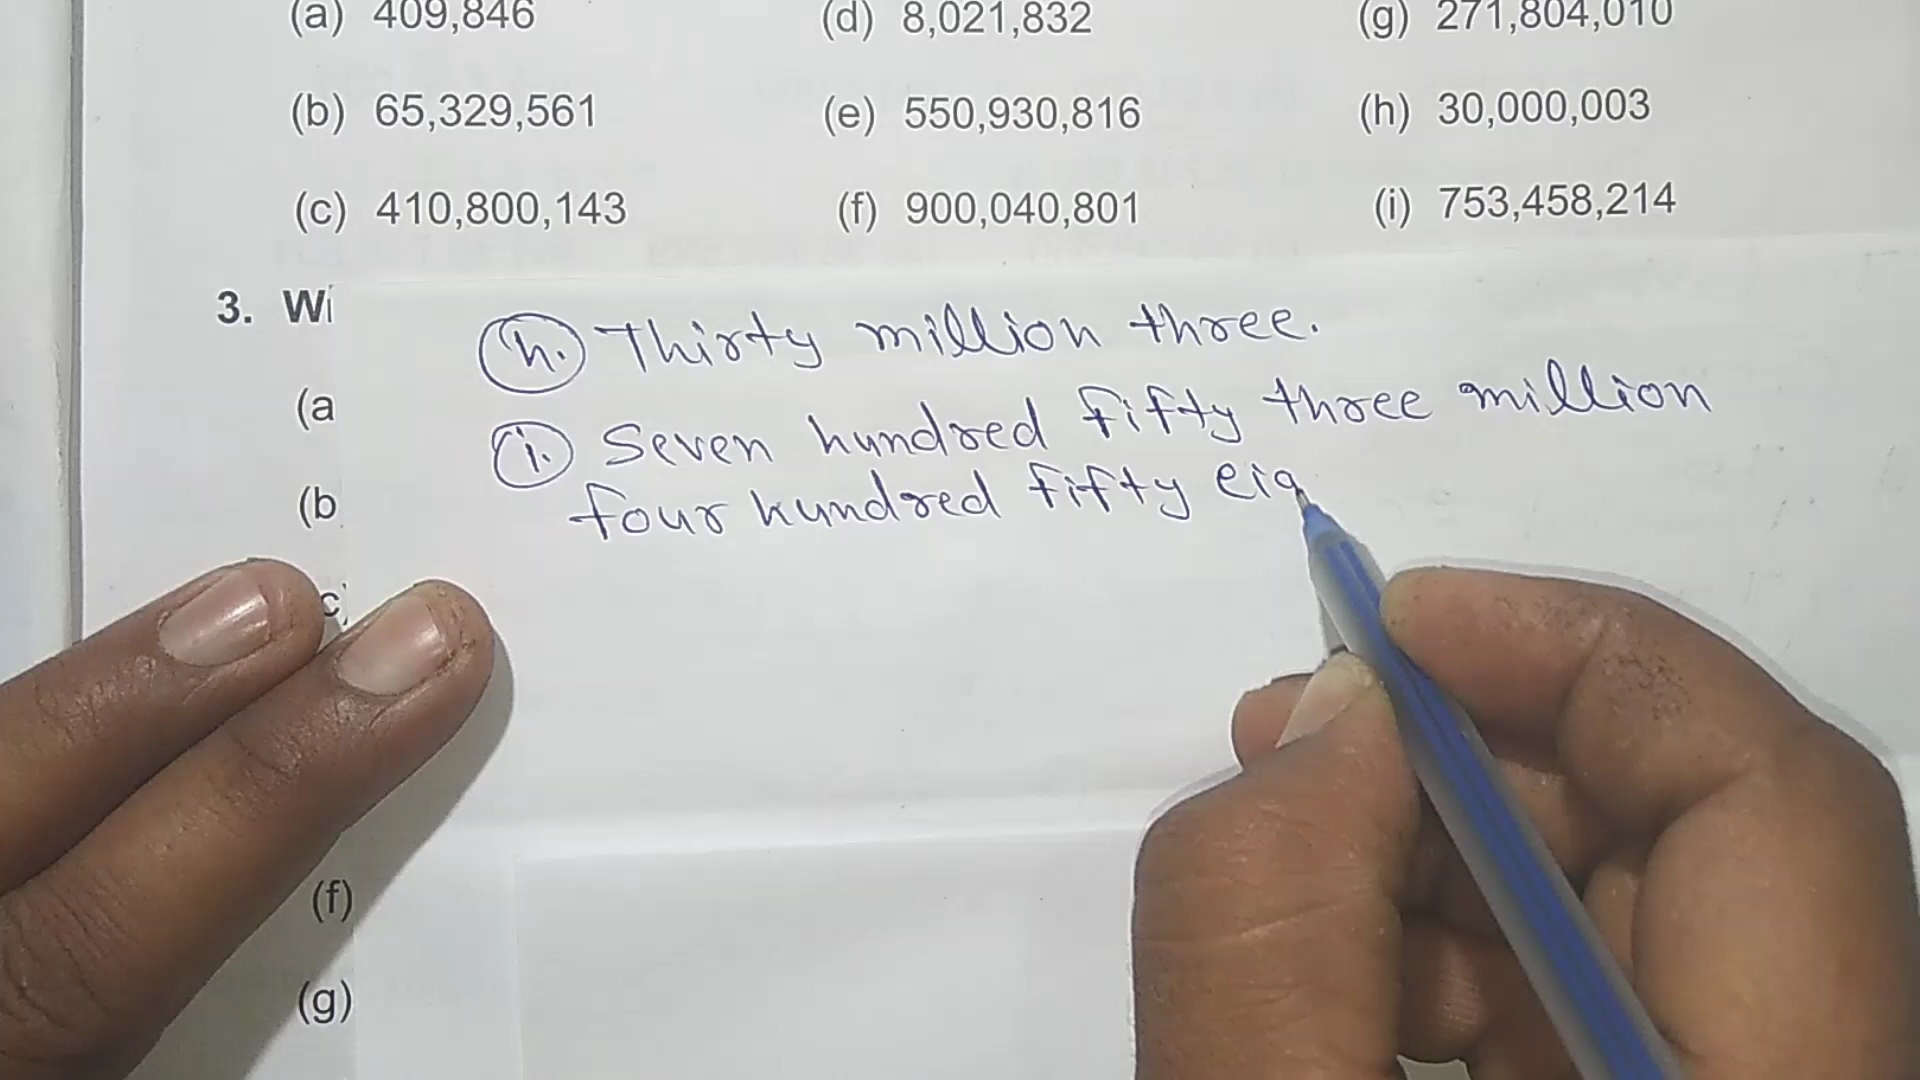 (a) 409,846 (d) 8,021,832 (g) 271,804,010
(b) 65,329,561 (e) 550,930,816 (h) 30,000,003
(c) 410,800,143 (f) 900,040,801 (i) 753,458,214
3. Wi
(h.) Thirty million three.
(a
(i.) Seven hundred fifty three million
(b
four hundred fifty eig
c)
(f)
(g)